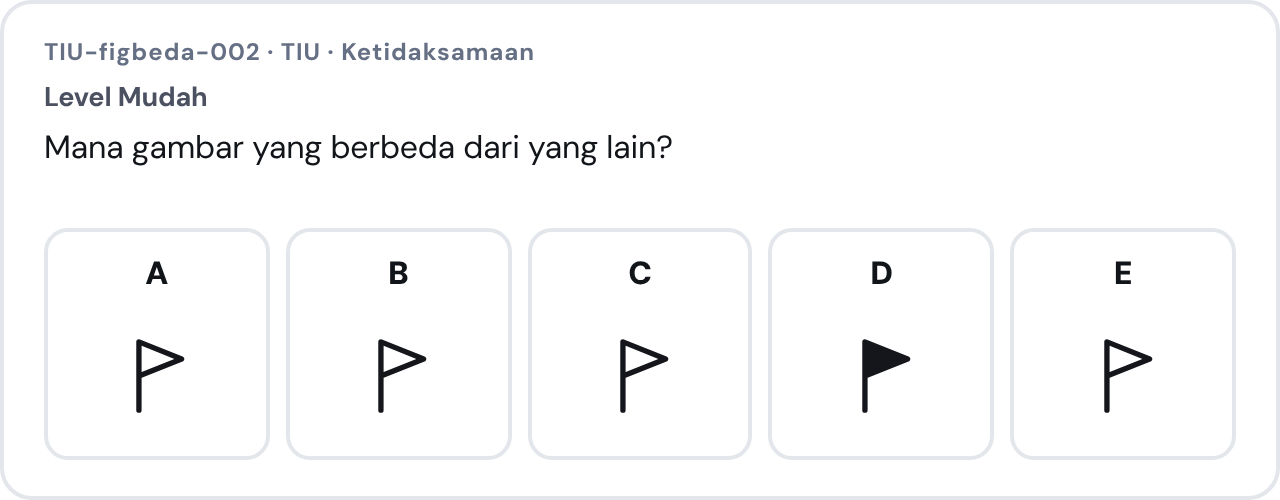 TIU-figbeda-002 · TIU · Ketidaksamaan
Level Mudah
Mana gambar yang berbeda dari yang lain?
A B C D E